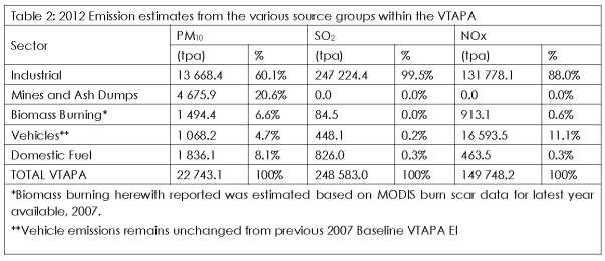 Table 2: 2012 Emission estimates from the various source groups within the VTAPA
Sector PM10 SO2 NOx
(tpa) % (tpa) % (tpa) %
Industrial 13 668.4 60.1% 247 224.4 99.5% 131 778.1 88.0%
Mines and Ash Dumps 4 675.9 20.6% 0.0 0.0% 0.0 0.0%
Biomass Burning* 1 494.4 6.6% 84.5 0.0% 913.1 0.6%
Vehicles** 1 068.2 4.7% 448.1 0.2% 16 593.5 11.1%
Domestic Fuel 1 836.1 8.1% 826.0 0.3% 463.5 0.3%
TOTAL VTAPA 22 743.1 100% 248 583.0 100% 149 748.2 100%
*Biomass burning herewith reported was estimated based on MODIS burn scar data for latest year
available, 2007.
**Vehicle emissions remains unchanged from previous 2007 Baseline VTAPA EI